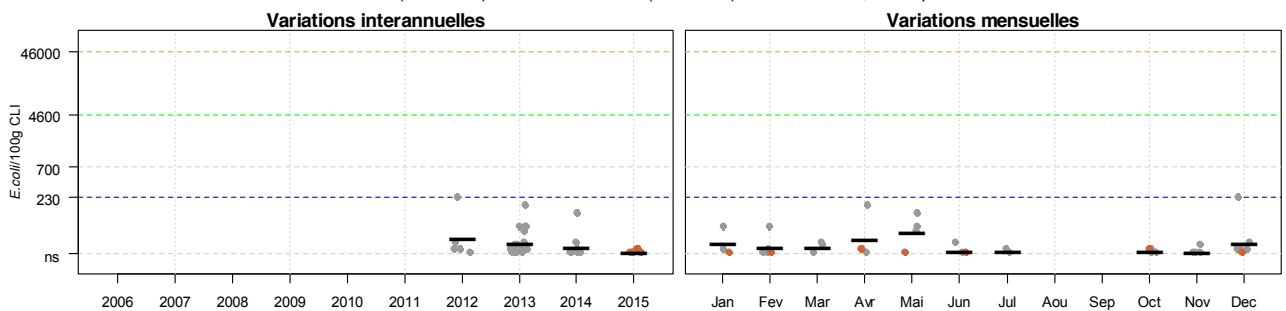 Variations interannuelles
Variations mensuelles
E.coli/100g CLI
46000
4600
700
230
ns
2006 2007 2008 2009 2010 2011 2012 2013 2014 2015
Jan Fev Mar Avr Mai Jun Jul Aou Sep Oct Nov Dec